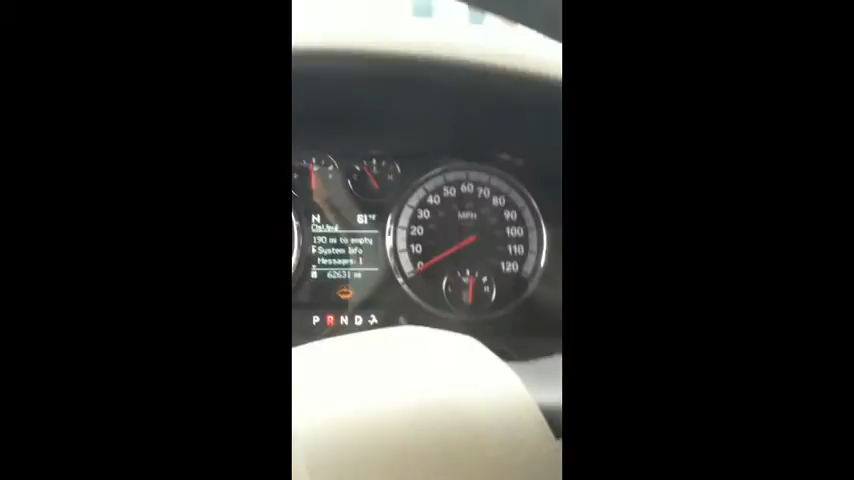 N 61°F
190 mi to empty
System Info
Messages: 1
62631 mi
P R N D
MPH
0 10 20 30 40 50 60 70 80 90 100 110 120